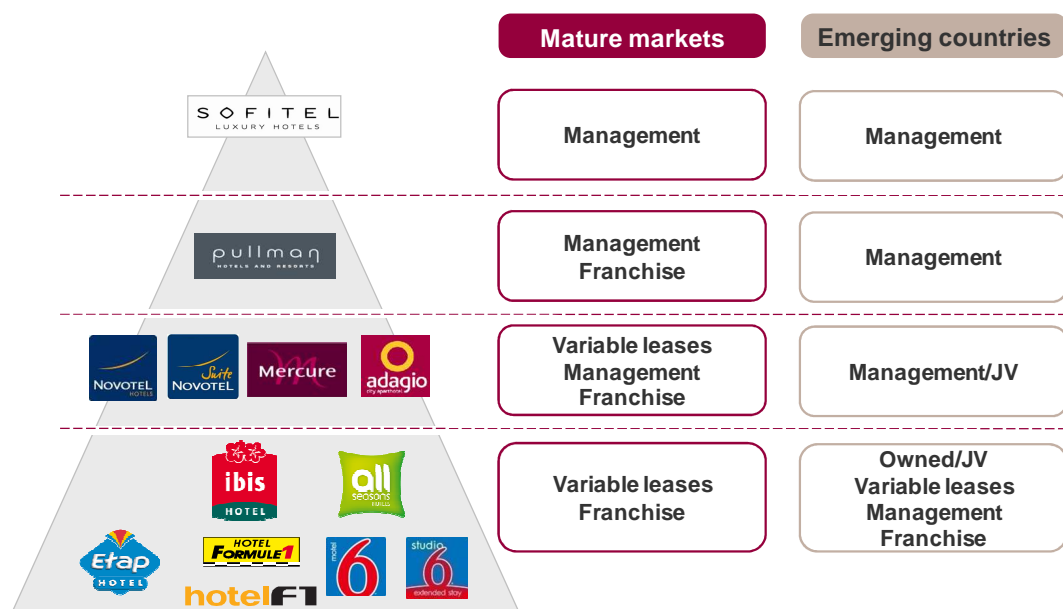 Mature markets
Emerging countries
SOFITEL
LUXURY HOTELS
Management
Management
pullman
HOTELS AND RESORTS
Management
Franchise
Management
NOVOTEL
HOTELS
Suite
NOVOTEL
Mercure
adagio
city aparthotel
Variable leases
Management
Franchise
Management/JV
ibis
HOTEL
all
seasons
HOTELS
Variable leases
Franchise
Owned/JV
Variable leases
Management
Franchise
Etap
HOTEL
HOTEL
FORMULE1
hotelF1
motel
6
studio
6
extended stay